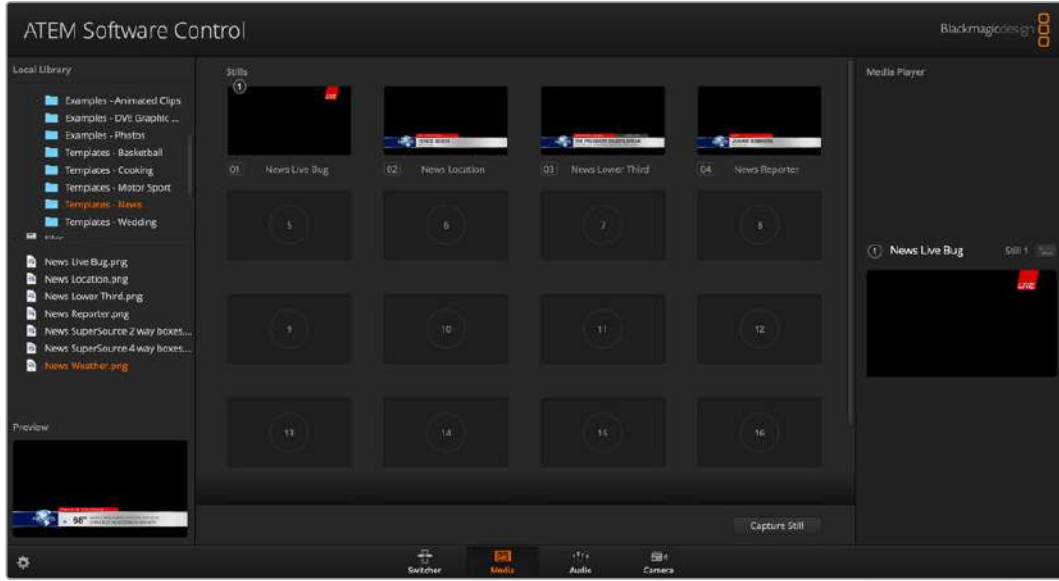 ATEM Software Control
Blackmagicdesign
Local Library
Examples - Animated Clips
Examples - DVE Graphic ...
Examples - Photos
Templates - Basketball
Templates - Cooking
Templates - Motor Sport
Templates - News
Templates - Wedding
News Live Bug.png
News Location.png
News Lower Third.png
News Reporter.png
News SuperSource 2 way boxes....
News SuperSource 4 way boxes....
News Weather.png
Preview
98°
Stills
1
LIVE
01 News Live Bug
02 News Location
03 News Lower Third
04 News Reporter
5
6
7
8
9
10
11
12
13
14
15
16
Capture Still
Media Player
1 News Live Bug Still 1
LIVE
Switcher
Media
Audio
Camera